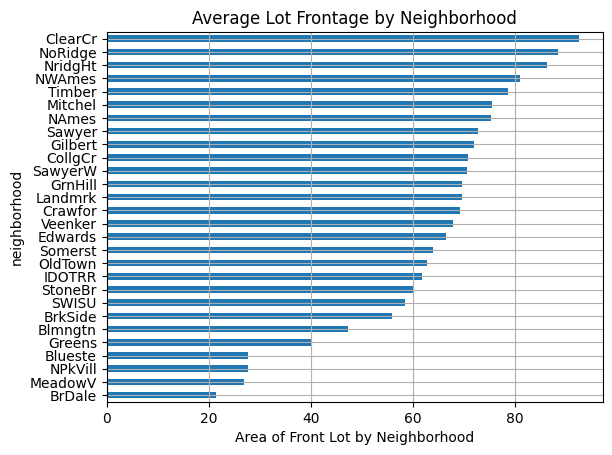 Average Lot Frontage by Neighborhood
ClearCr
NoRidge
NridgHt
NWAmes
Timber
Mitchel
NAmes
Sawyer
Gilbert
CollgCr
SawyerW
GrnHill
Landmrk
Crawfor
Veenker
Edwards
Somerst
OldTown
IDOTRR
StoneBr
SWISU
BrkSide
Blmngtn
Greens
Blueste
NPkVill
MeadowV
BrDale
neighborhood
0 20 40 60 80
Area of Front Lot by Neighborhood